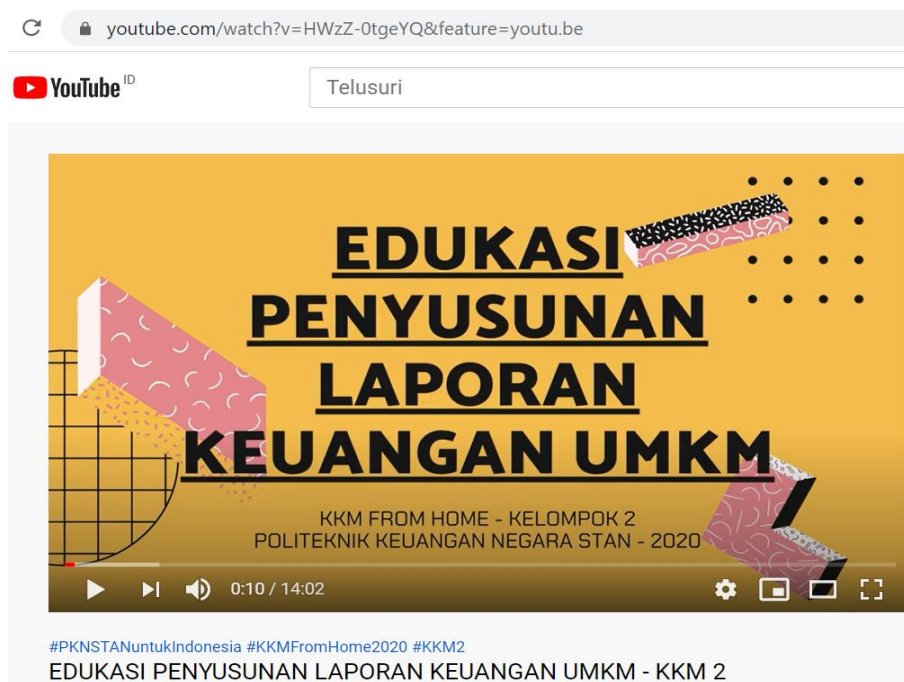 youtube.com/watch?v=HWzZ-0tgeYQ&feature=youtu.be
YouTube ID
Telusuri
EDUKASI
PENYUSUNAN
LAPORAN
KEUANGAN UMKM
KKM FROM HOME - KELOMPOK 2
POLITEKNIK KEUANGAN NEGARA STAN - 2020
0:10 / 14:02
#PKNSTANuntukIndonesia #KKMFromHome2020 #KKM2
EDUKASI PENYUSUNAN LAPORAN KEUANGAN UMKM - KKM 2